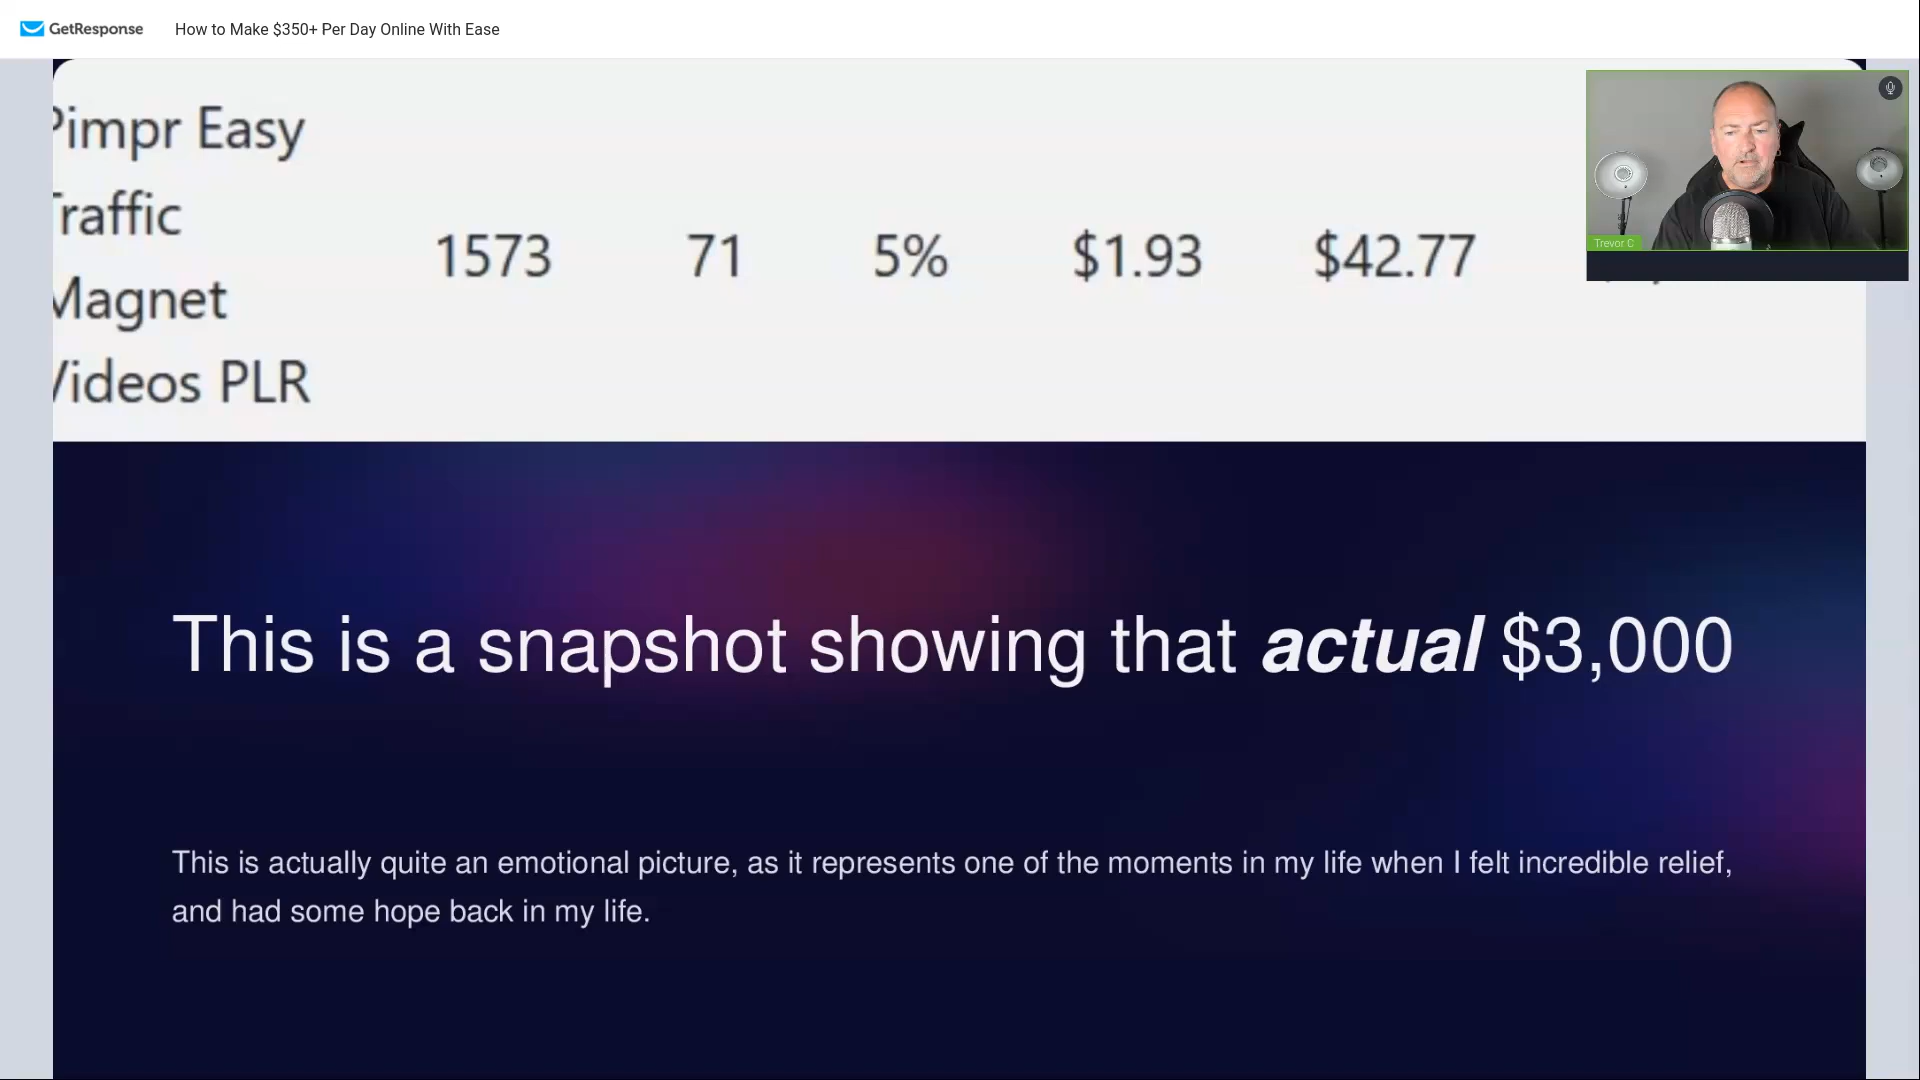 GetResponse How to Make $350+ Per Day Online With Ease
Pimpr Easy
Traffic
Magnet
Videos PLR
1573 71 5% $1.93 $42.77
Trevor C
This is a snapshot showing that actual $3,000
This is actually quite an emotional picture, as it represents one of the moments in my life when I felt incredible relief,
and had some hope back in my life.